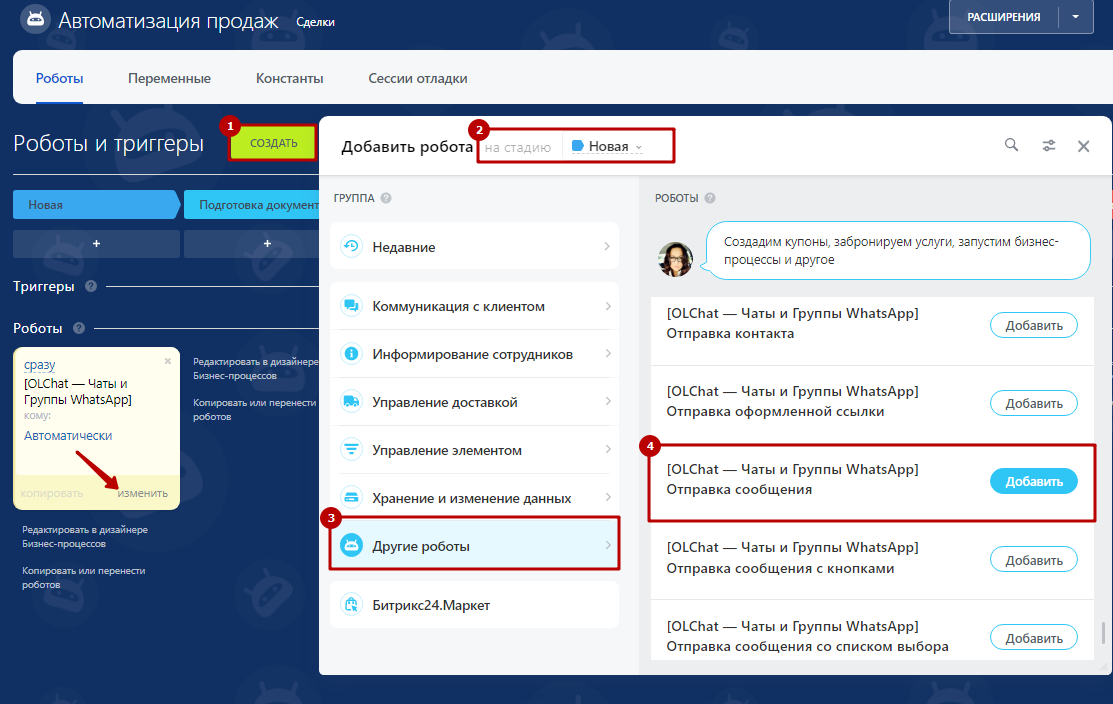 Автоматизация продаж Сделки
РАСШИРЕНИЯ
Роботы Переменные Константы Сессии отладки
Роботы и триггеры
1
СОЗДАТЬ
Новая
Подготовка документ
+ +
Триггеры ?
Роботы ?
сразу
[OLChat — Чаты и
Группы WhatsApp]
кому:
Автоматически
копировать изменить
Редактировать в дизайнере
Бизнес-процессов
Копировать или перенести
роботов
Редактировать в дизайнере
Бизнес-процессов
Копировать или перенести
роботов
2
Добавить робота на стадию Новая
ГРУППА ?
Недавние
Коммуникация с клиентом
Информирование сотрудников
Управление доставкой
Управление элементом
Хранение и изменение данных
3
Другие роботы
Битрикс24.Маркет
РОБОТЫ ?
Создадим купоны, забронируем услуги, запустим бизнес-
процессы и другое
[OLChat — Чаты и Группы WhatsApp]
Отправка контакта
Добавить
[OLChat — Чаты и Группы WhatsApp]
Отправка оформленной ссылки
Добавить
4
[OLChat — Чаты и Группы WhatsApp]
Отправка сообщения
Добавить
[OLChat — Чаты и Группы WhatsApp]
Отправка сообщения с кнопками
Добавить
[OLChat — Чаты и Группы WhatsApp]
Отправка сообщения со списком выбора
Добавить